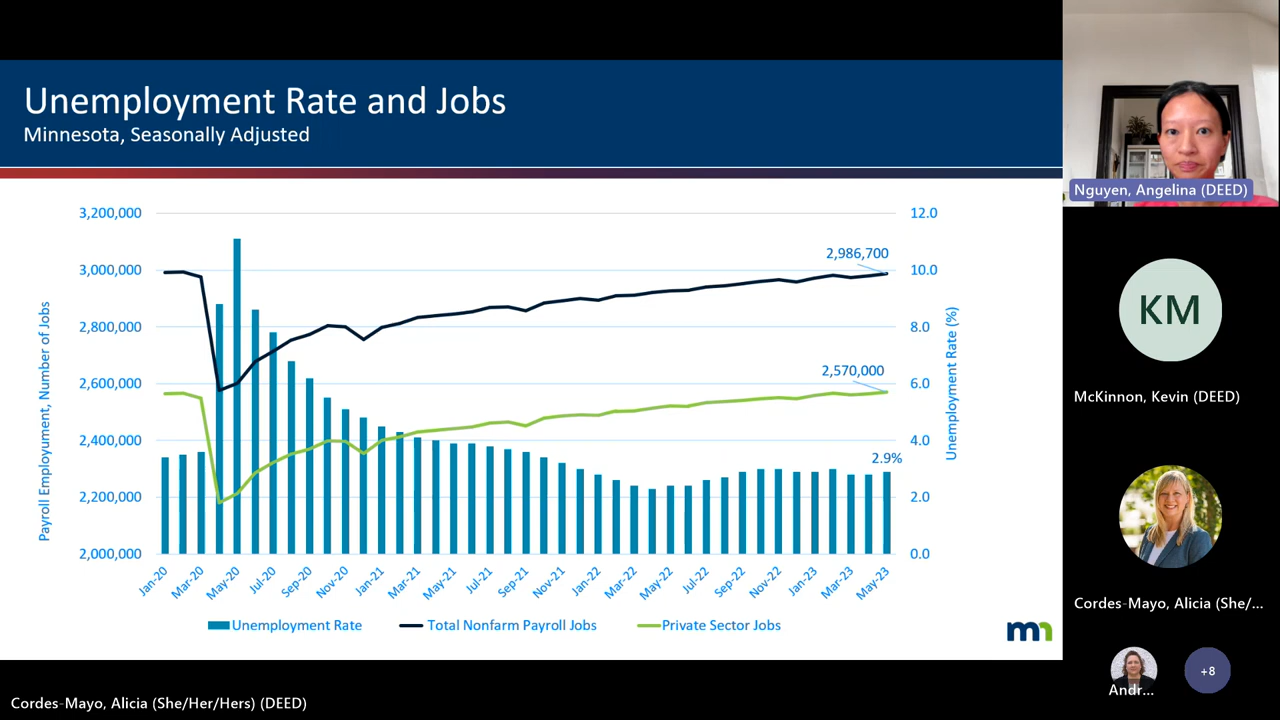 Unemployment Rate and Jobs
Minnesota, Seasonally Adjusted
Payroll Employument, Number of Jobs
3,200,000
3,000,000
2,800,000
2,600,000
2,400,000
2,200,000
2,000,000
2,986,700
2,570,000
2.9%
12.0
10.0
8.0
6.0
4.0
2.0
0.0
Unemployment Rate (%)
Jan-20
Mar-20
May-20
Jul-20
Sep-20
Nov-20
Jan-21
Mar-21
May-21
Jul-21
Sep-21
Nov-21
Jan-22
Mar-22
May-22
Jul-22
Sep-22
Nov-22
Jan-23
Mar-23
May-23
Unemployment Rate
Total Nonfarm Payroll Jobs
Private Sector Jobs
mn
Nguyen, Angelina (DEED)
KM
McKinnon, Kevin (DEED)
Cordes-Mayo, Alicia (She/...
Andr...
+8
Cordes-Mayo, Alicia (She/Her/Hers) (DEED)